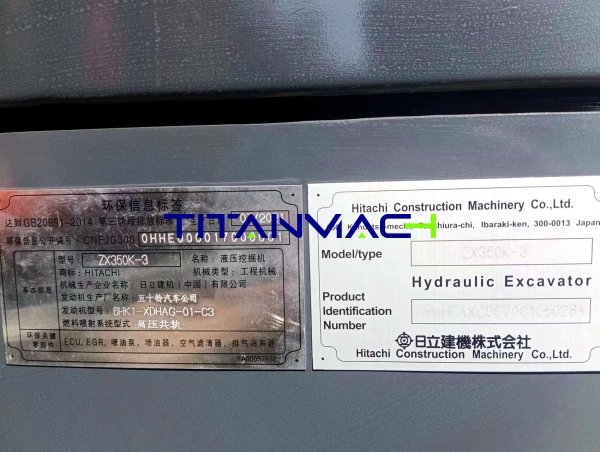 环保信息标签
达到GB20891-2014 第三阶段排放标准
TITANMACH
环保信息公开编号
型号: ZX350K-3 名称: 液压挖掘机
商标: HITACHI 机械类型: 工程机械
基本信息
机械生产企业名称: 日立建机(中国)有限公司
发动机生产厂名称: 五十铃汽车公司
发动机型号: 6HK1-XDHAG-01-C3
燃料喷射系统型式: 高压共轨
环保关键零部件
ECU, EGR, 喷油泵、喷油器、空气滤清器、排气消声器
YA00057632
Hitachi Construction Machinery Co.,Ltd.
Ibaraki-ken, 300-0013 Japan
Model/type
ZX350K-3
Hydraulic Excavator
Product
Identification
Number
日立建機株式会社
Hitachi Construction Machinery Co.,Ltd.